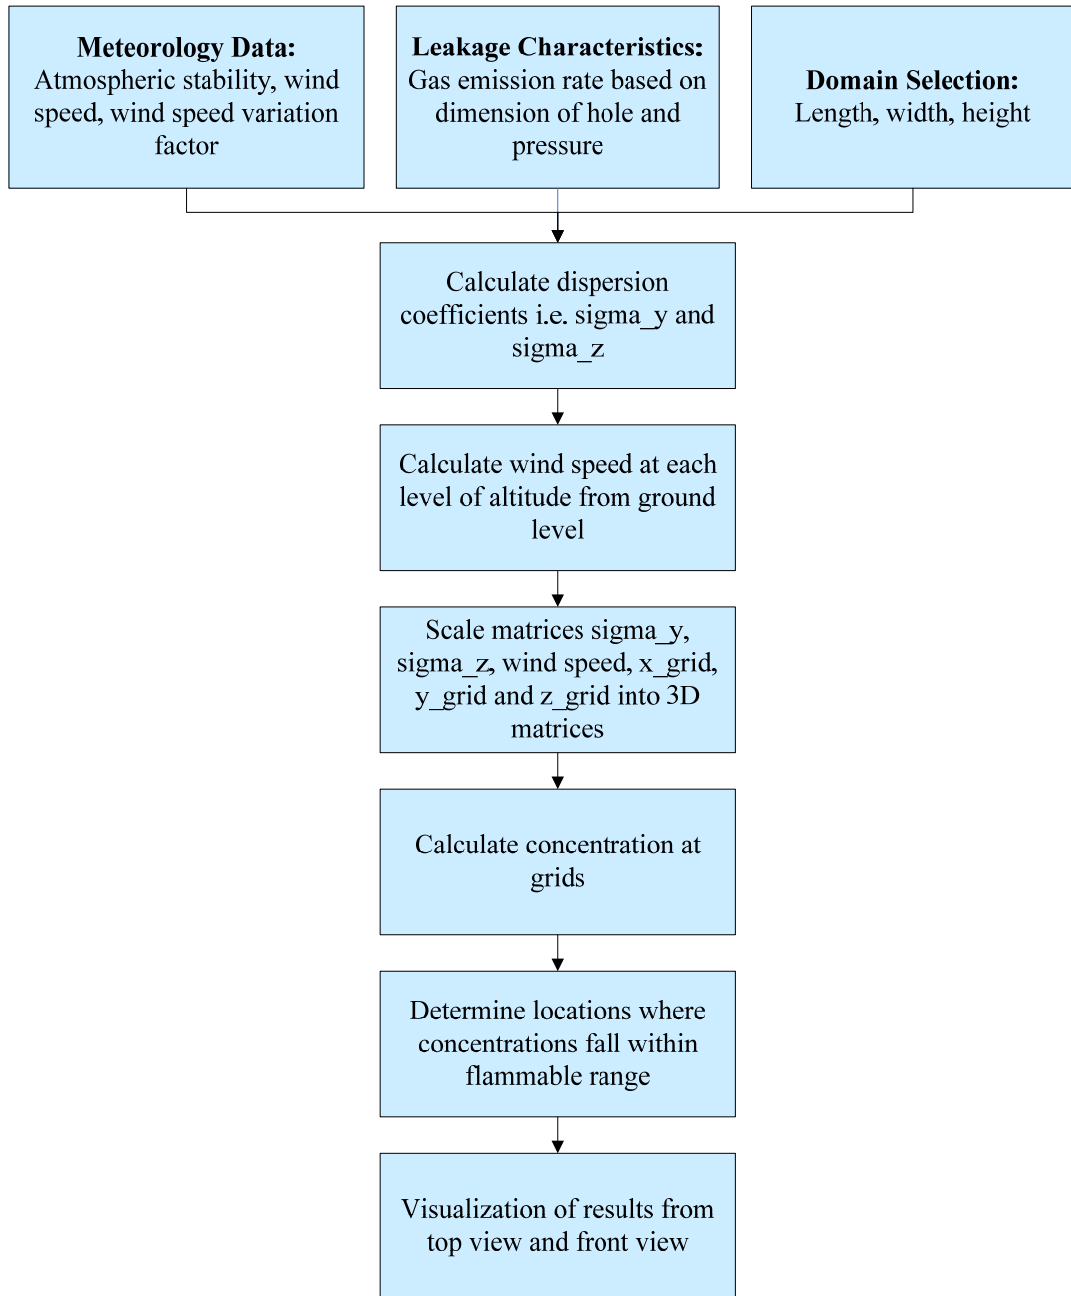 Meteorology Data:
Atmospheric stability, wind
speed, wind speed variation
factor
Leakage Characteristics:
Gas emission rate based on
dimension of hole and
pressure
Domain Selection:
Length, width, height
Calculate dispersion
coefficients i.e. sigma_y and
sigma_z
Calculate wind speed at each
level of altitude from ground
level
Scale matrices sigma_y,
sigma_z, wind speed, x_grid,
y_grid and z_grid into 3D
matrices
Calculate concentration at
grids
Determine locations where
concentrations fall within
flammable range
Visualization of results from
top view and front view